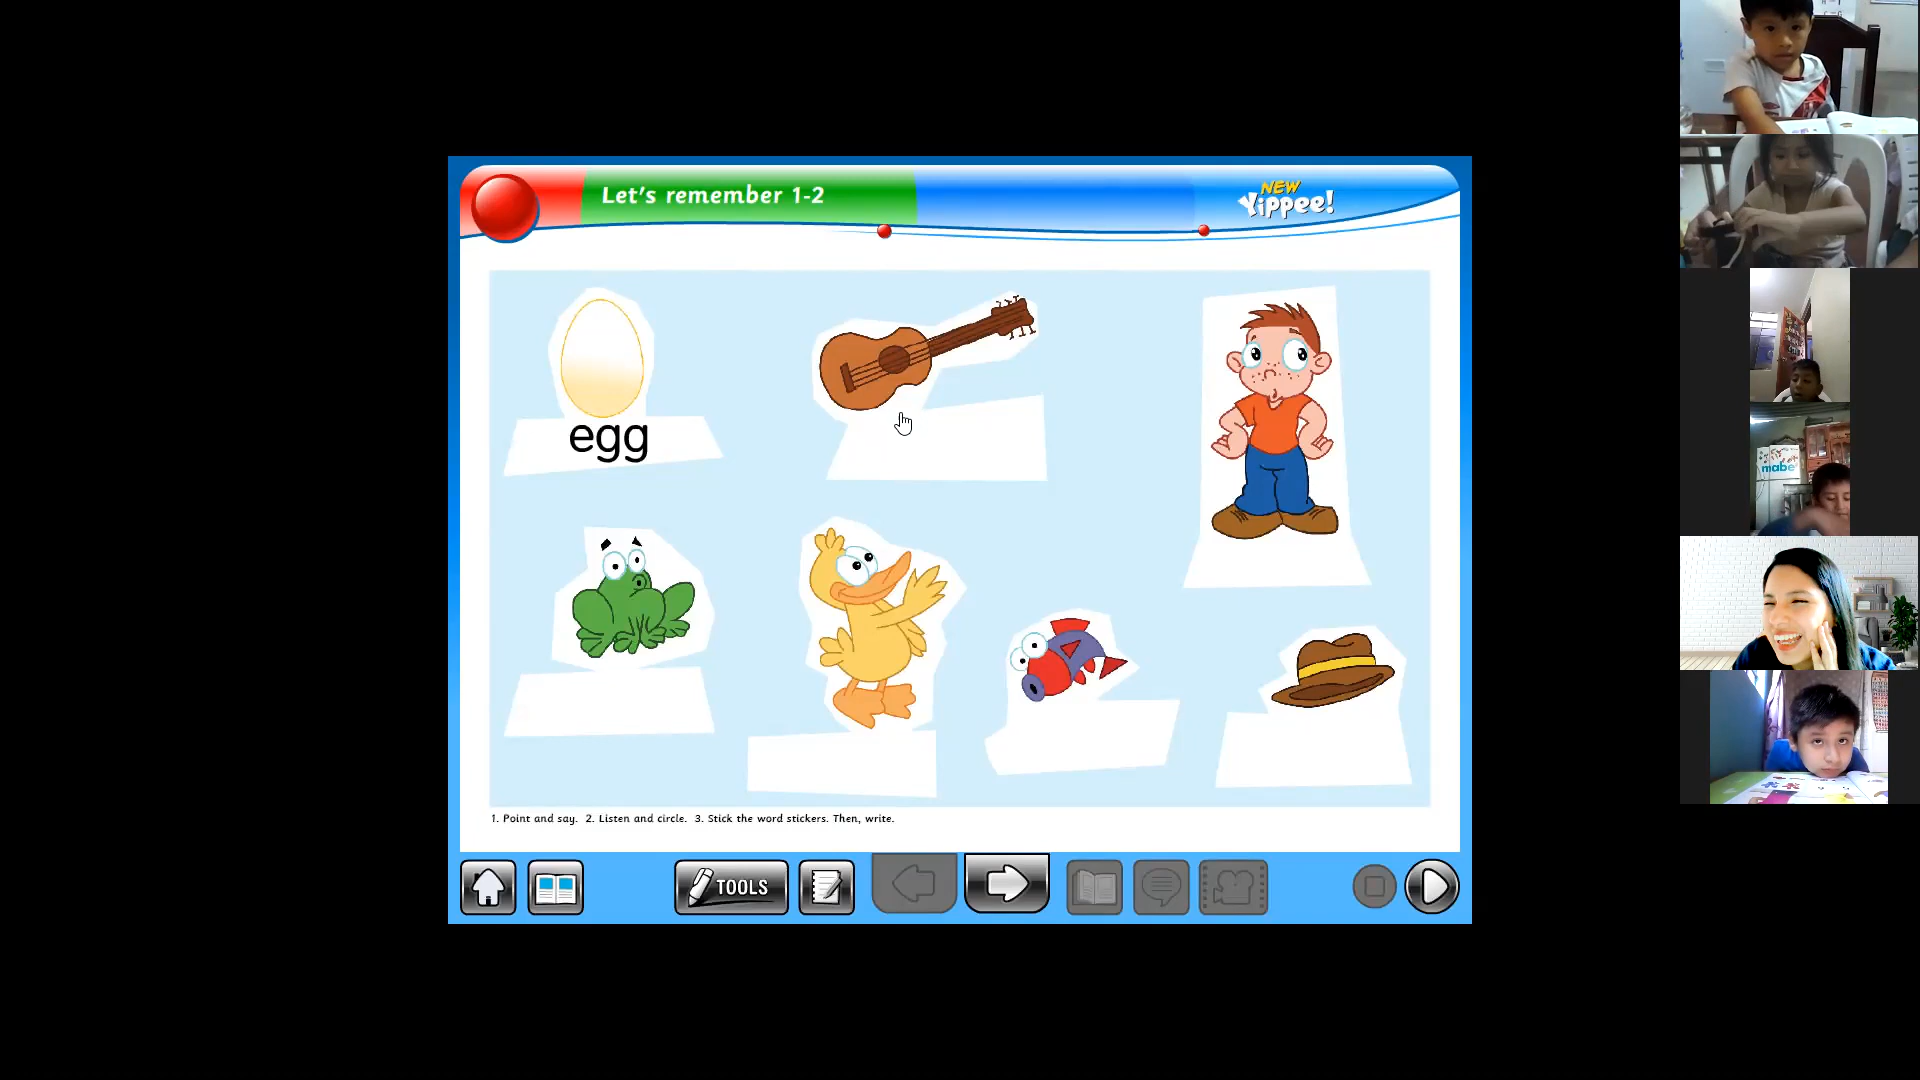 Let's remember 1-2
NEW
Yippee!
egg
1. Point and say. 2. Listen and circle. 3. Stick the word stickers. Then, write.
TOOLS
mabe